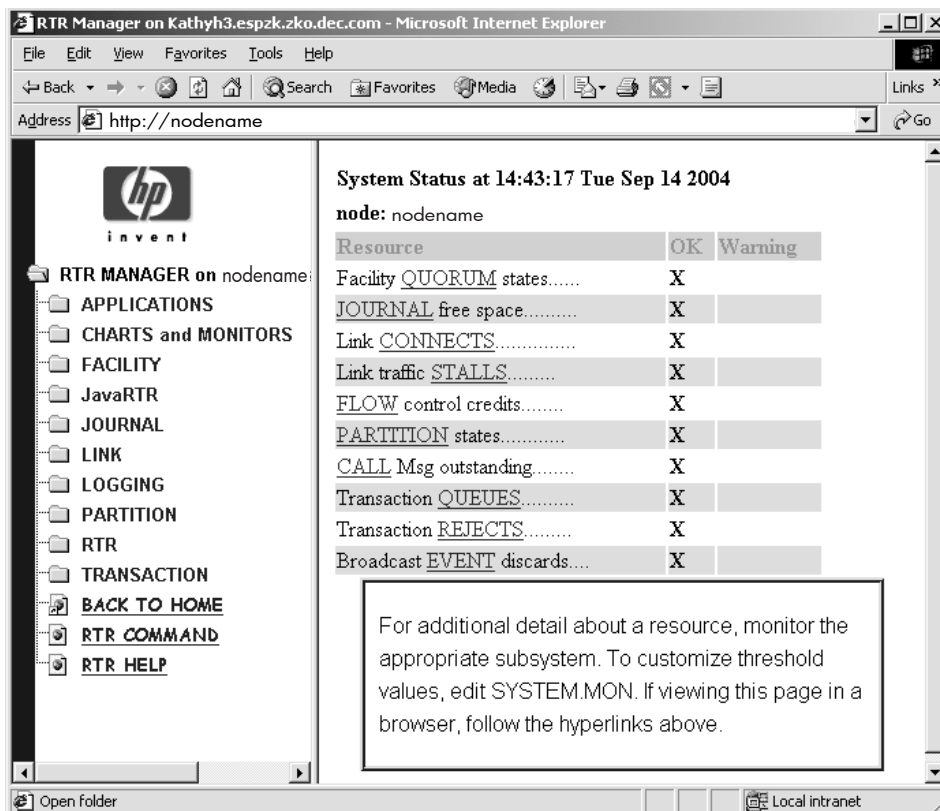 RTR Manager on Kathyh3.espzk.zko.dec.com - Microsoft Internet Explorer
File Edit View Favorites Tools Help
Back Search Favorites Media Links »
Address http://nodename Go
hp
invent
RTR MANAGER on nodename
APPLICATIONS
CHARTS and MONITORS
FACILITY
JavaRTR
JOURNAL
LINK
LOGGING
PARTITION
RTR
TRANSACTION
BACK TO HOME
RTR COMMAND
RTR HELP
System Status at 14:43:17 Tue Sep 14 2004
node: nodename
Resource OK Warning
Facility QUORUM states...... X
JOURNAL free space.......... X
Link CONNECTS............... X
Link traffic STALLS......... X
FLOW control credits........ X
PARTITION states............ X
CALL Msg outstanding........ X
Transaction QUEUES.......... X
Transaction REJECTS......... X
Broadcast EVENT discards.... X
For additional detail about a resource, monitor the
appropriate subsystem. To customize threshold
values, edit SYSTEM.MON. If viewing this page in a
browser, follow the hyperlinks above.
Open folder Local intranet